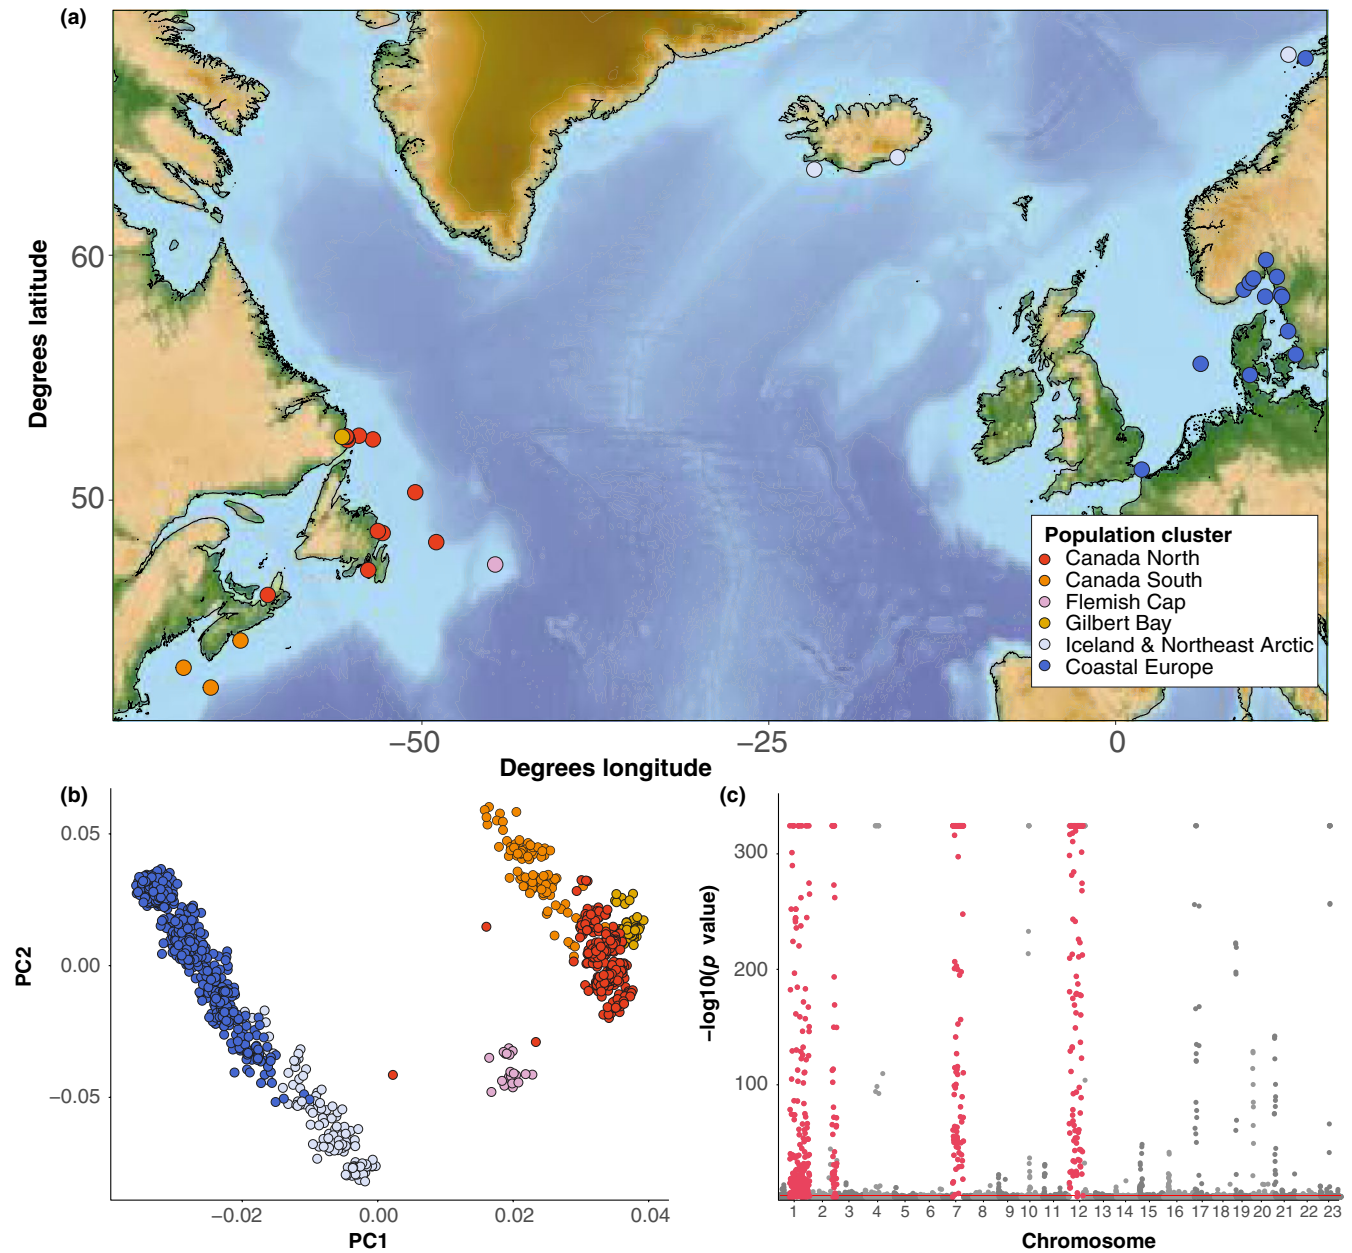 (a)
Degrees latitude
60
50
−50
−25
0
Degrees longitude
Population cluster
Canada North
Canada South
Flemish Cap
Gilbert Bay
Iceland & Northeast Arctic
Coastal Europe
(b)
PC2
0.05
0.00
−0.05
−0.02
0.00
0.02
0.04
PC1
(c)
−log10(p value)
300
200
100
1 2 3 4 5 6 7 8 9 10 11 12 13 14 15 16 17 18 19 20 21 22 23
Chromosome